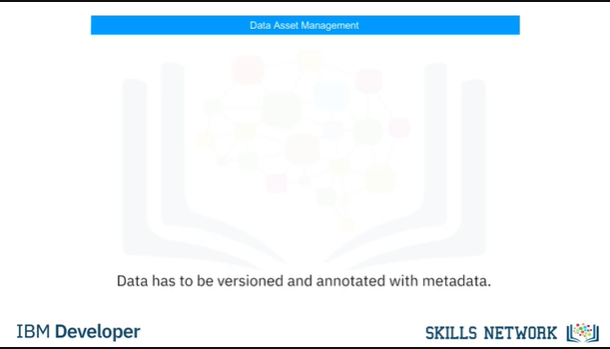 Data Asset Management
Data has to be versioned and annotated with metadata.
IBM Developer
SKILLS NETWORK